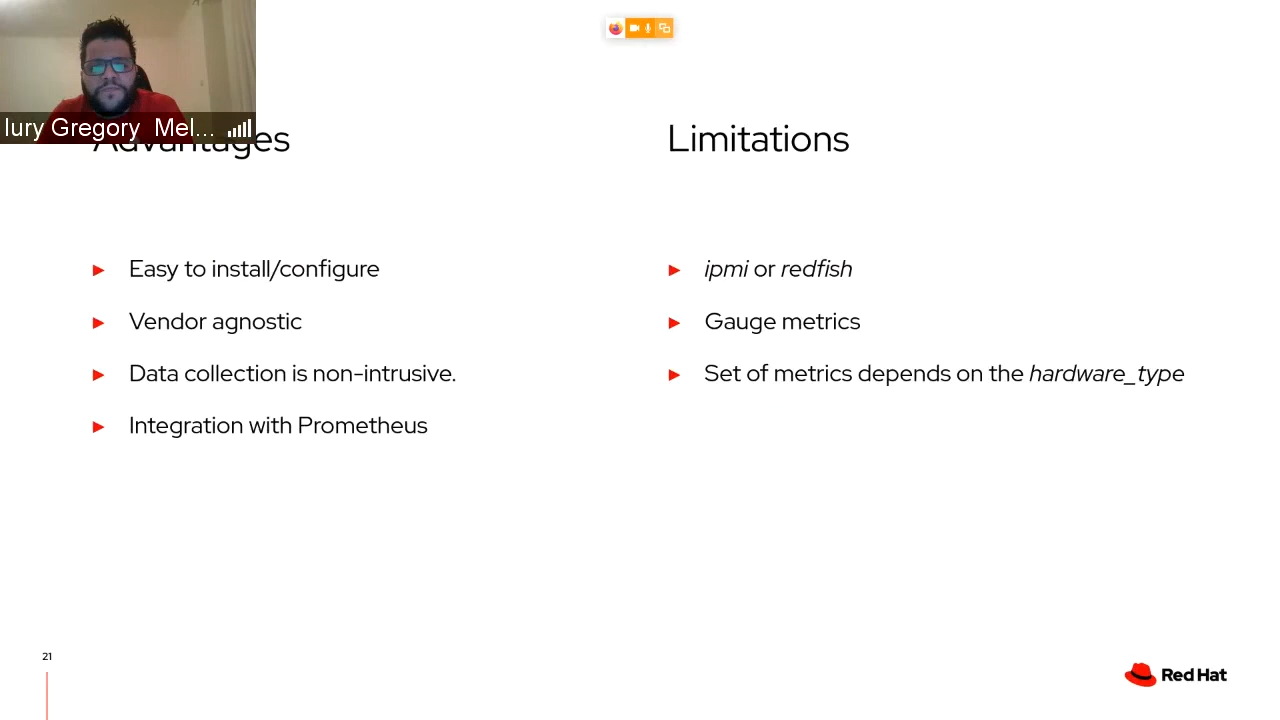 Iury Gregory Mel...
Advantages
Easy to install/configure
Vendor agnostic
Data collection is non-intrusive.
Integration with Prometheus
Limitations
ipmi or redfish
Gauge metrics
Set of metrics depends on the hardware_type
21
Red Hat